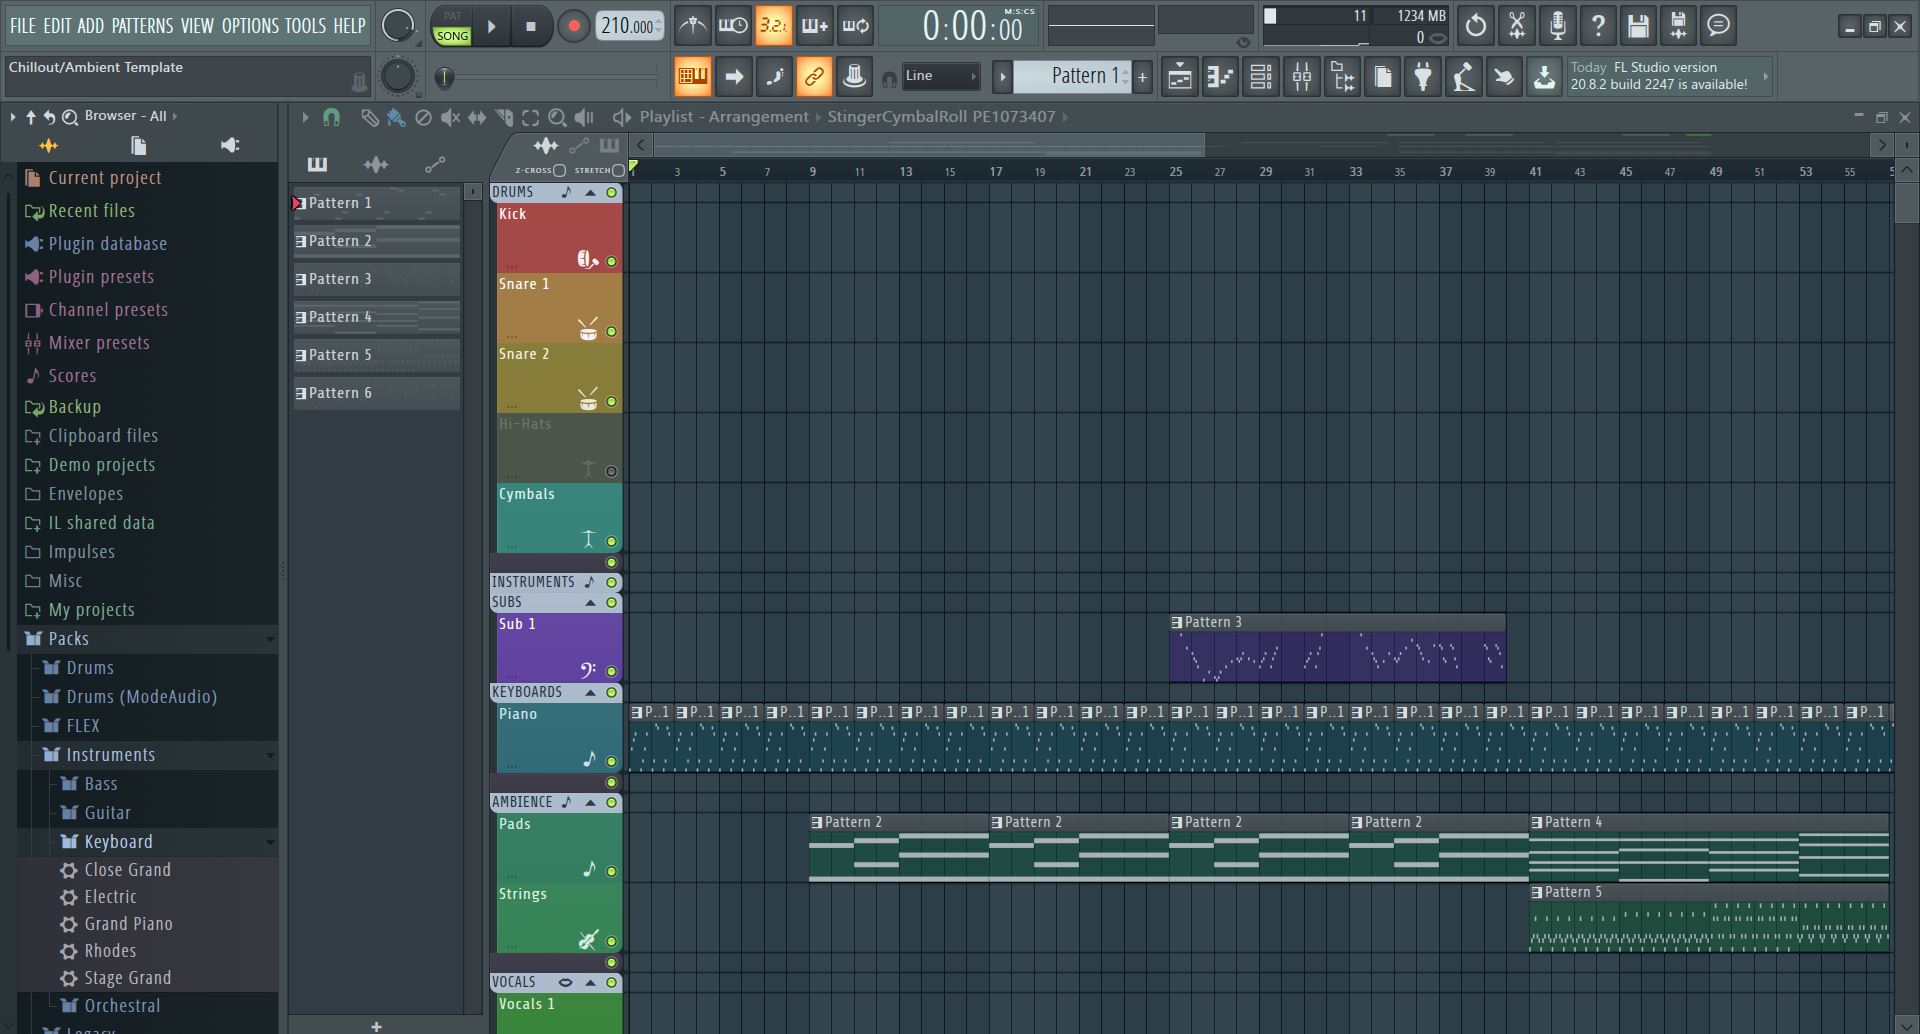 FILE EDIT ADD PATTERNS VIEW OPTIONS TOOLS HELP
PAT
SONG
210.000
3.2.
0:00:00
M:S:CS
11
1234 MB
0
Chillout/Ambient Template
Line
Pattern 1
+
Today FL Studio version
20.8.2 build 2247 is available!
Browser - All
Playlist - Arrangement › StingerCymbalRoll PE1073407 ›
Z-CROSS
STRETCH
1 3 5 7 9 11 13 15 17 19 21 23 25 27 29 31 33 35 37 39 41 43 45 47 49 51 53 55
Current project
Recent files
Plugin database
Plugin presets
Channel presets
Mixer presets
Scores
Backup
Clipboard files
Demo projects
Envelopes
IL shared data
Impulses
Misc
My projects
Packs
Drums
Drums (ModeAudio)
FLEX
Instruments
Bass
Guitar
Keyboard
Close Grand
Electric
Grand Piano
Rhodes
Stage Grand
Orchestral
Legacy
Pattern 1
Pattern 2
Pattern 3
Pattern 4
Pattern 5
Pattern 6
+
DRUMS
Kick
Snare 1
Snare 2
Hi-Hats
Cymbals
INSTRUMENTS
SUBS
Sub 1
Pattern 3
KEYBOARDS
Piano
P..1 P..1 P..1 P..1 P..1 P..1 P..1 P..1 P..1 P..1 P..1 P..1 P..1 P..1 P..1 P..1 P..1 P..1 P..1 P..1 P..1 P..1 P..1 P..1 P..1 P..1 P..1 P..1
AMBIENCE
Pads
Pattern 2 Pattern 2 Pattern 2 Pattern 2 Pattern 4
Strings
Pattern 5
VOCALS
Vocals 1